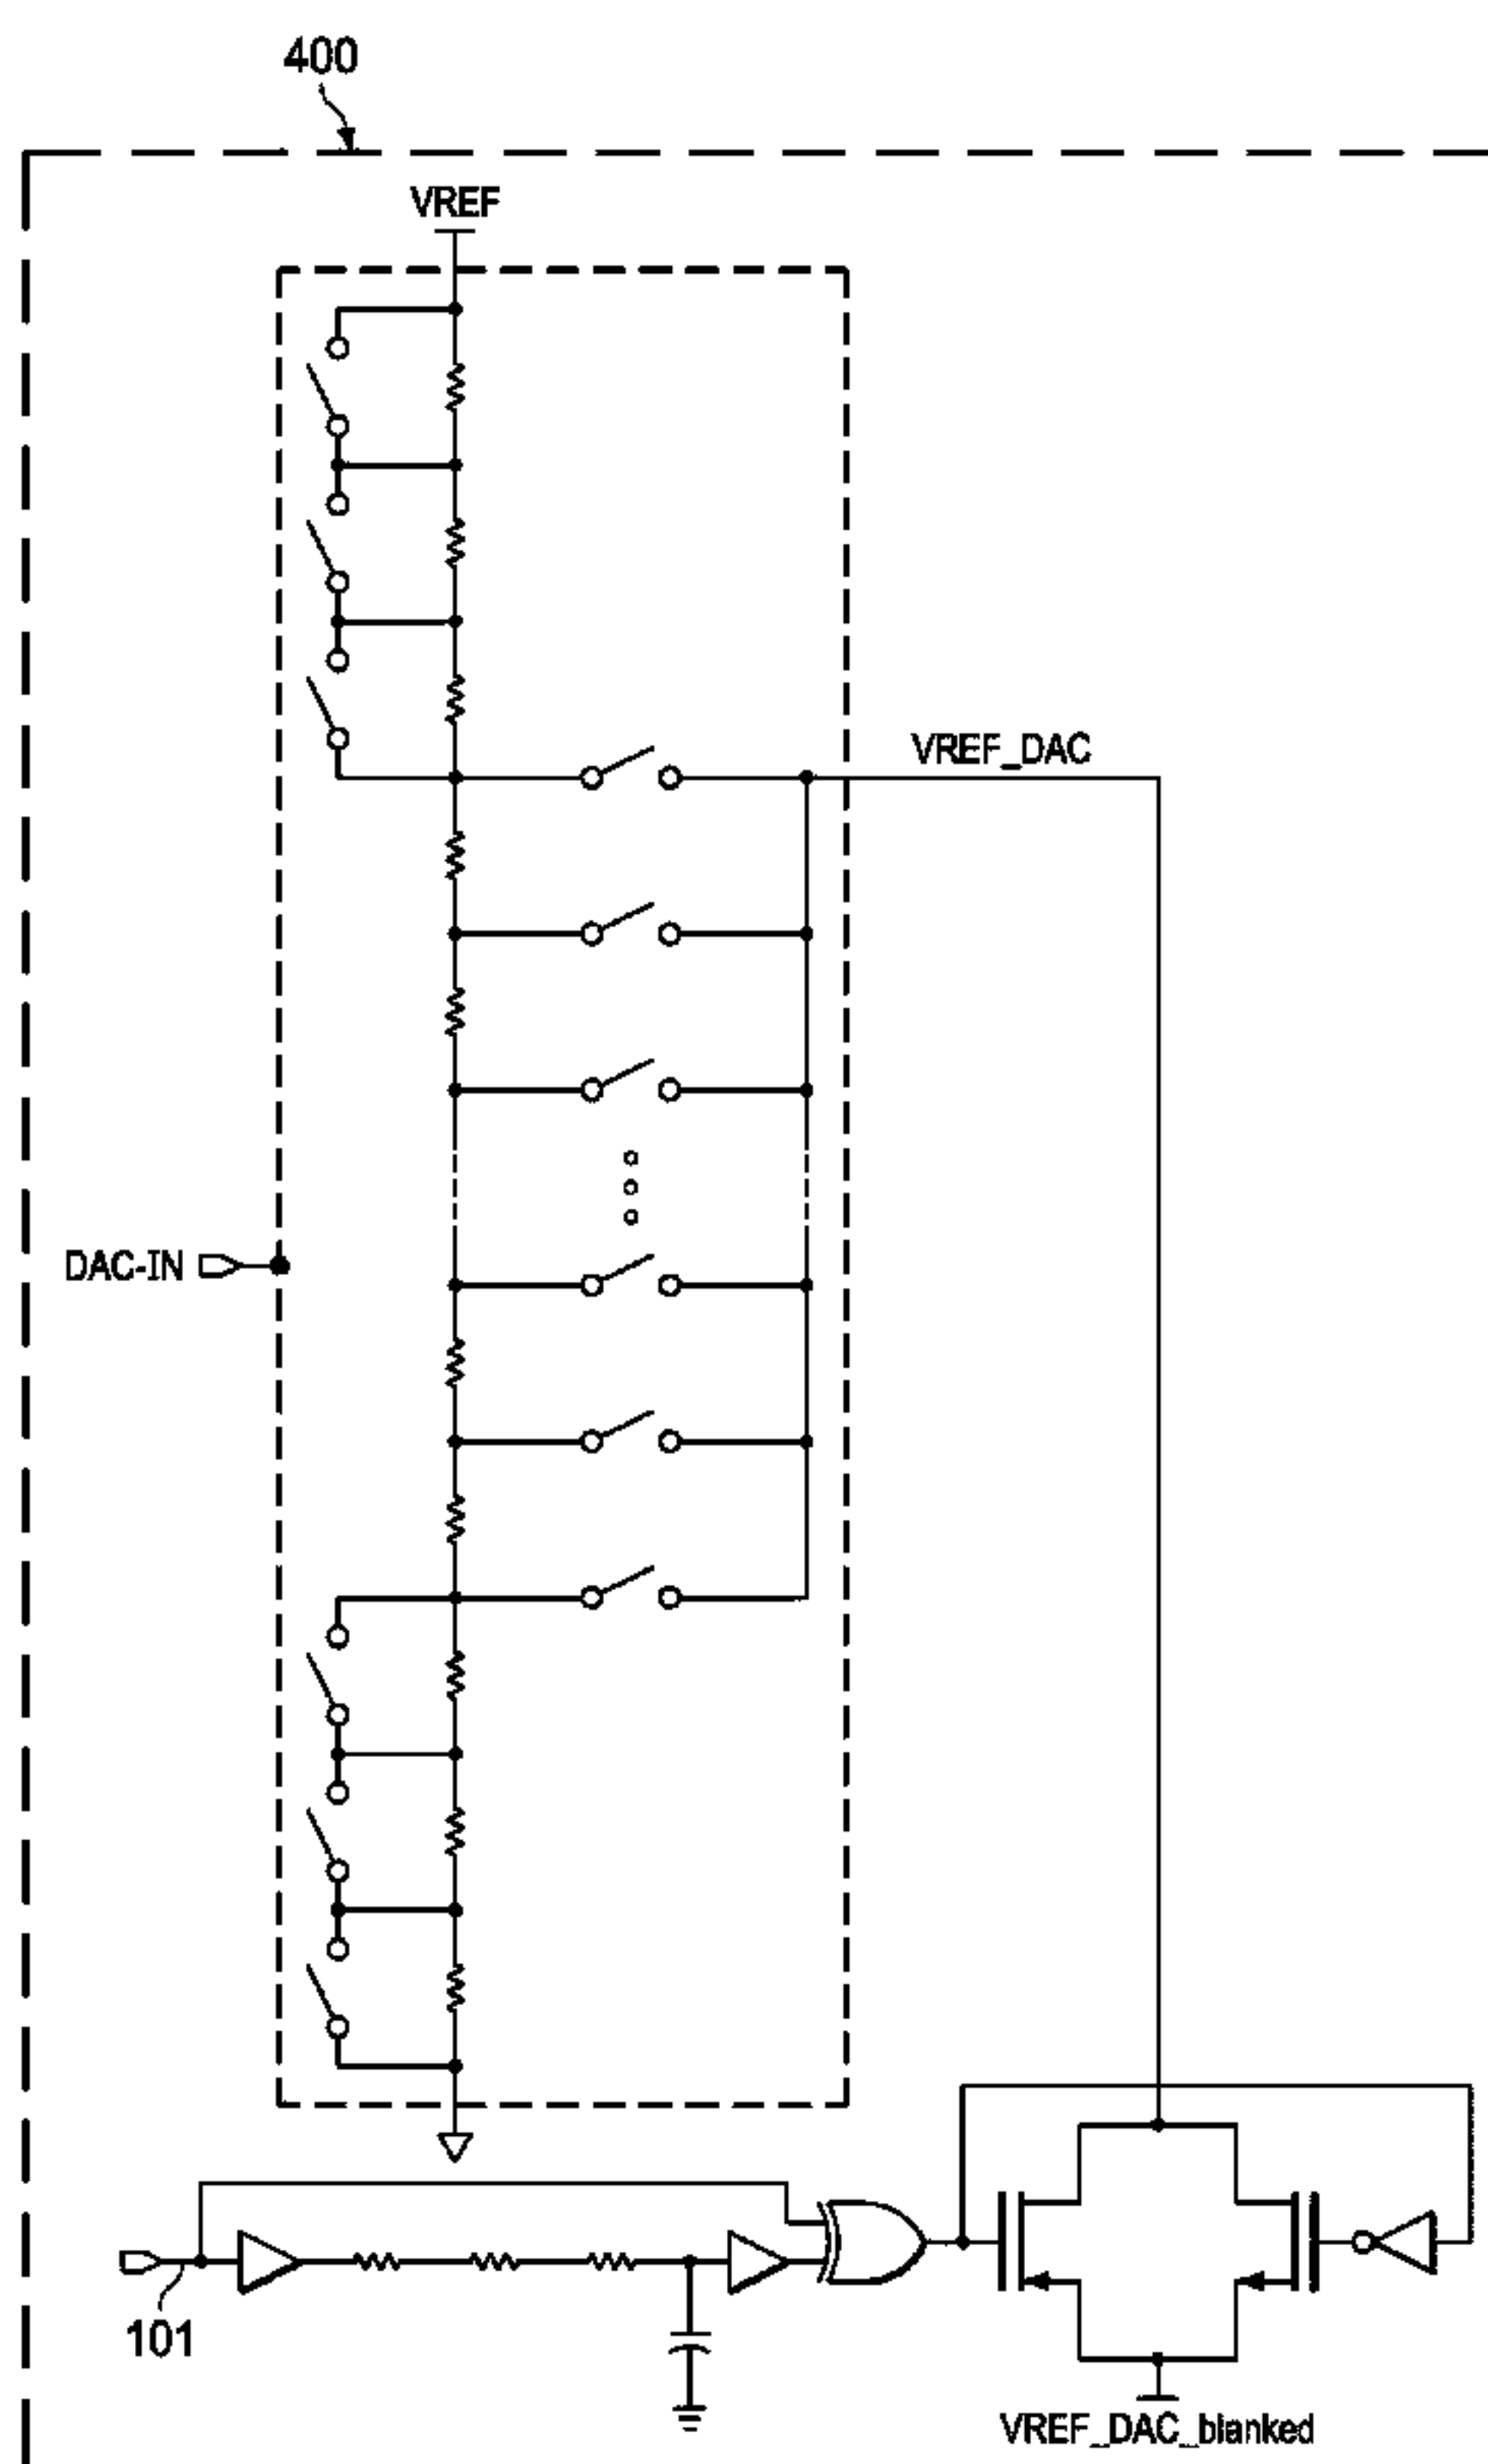 400
VREF
VREF_DAC
DAC-IN
101
VREF_DAC_blanked